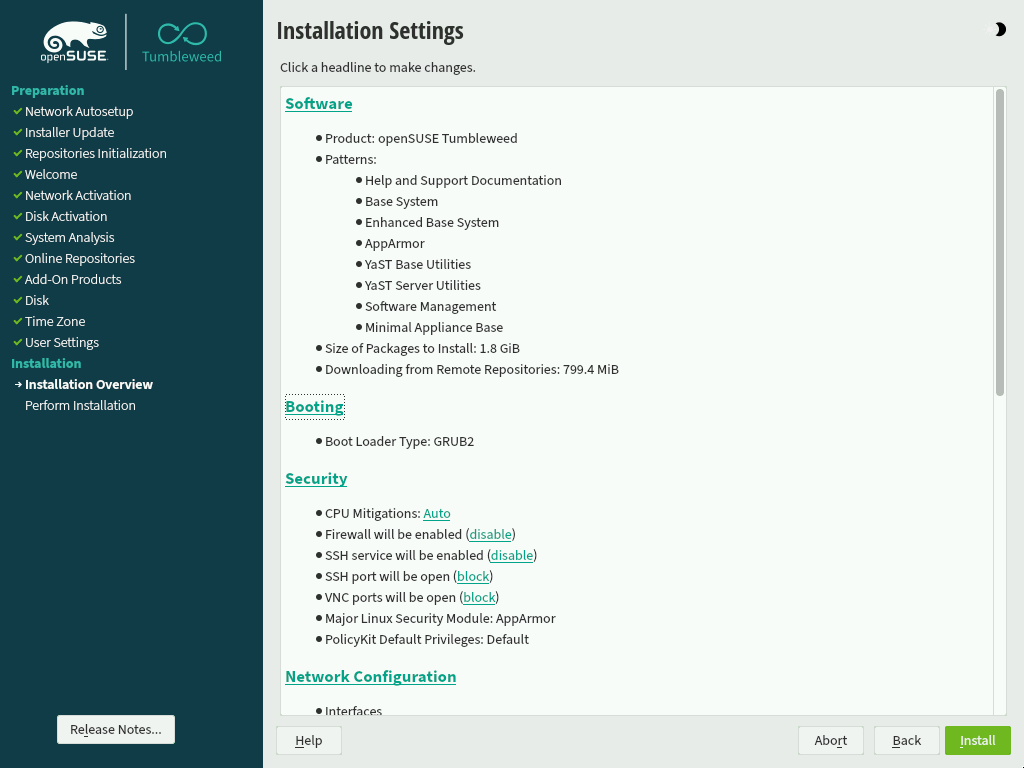 openSUSE
Tumbleweed
Preparation
Network Autosetup
Installer Update
Repositories Initialization
Welcome
Network Activation
Disk Activation
System Analysis
Online Repositories
Add-On Products
Disk
Time Zone
User Settings
Installation
Installation Overview
Perform Installation
Release Notes...
Installation Settings
Click a headline to make changes.
Software
Product: openSUSE Tumbleweed
Patterns:
Help and Support Documentation
Base System
Enhanced Base System
AppArmor
YaST Base Utilities
YaST Server Utilities
Software Management
Minimal Appliance Base
Size of Packages to Install: 1.8 GiB
Downloading from Remote Repositories: 799.4 MiB
Booting
Boot Loader Type: GRUB2
Security
CPU Mitigations: Auto
Firewall will be enabled (disable)
SSH service will be enabled (disable)
SSH port will be open (block)
VNC ports will be open (block)
Major Linux Security Module: AppArmor
PolicyKit Default Privileges: Default
Network Configuration
Interfaces
Help
Abort
Back
Install